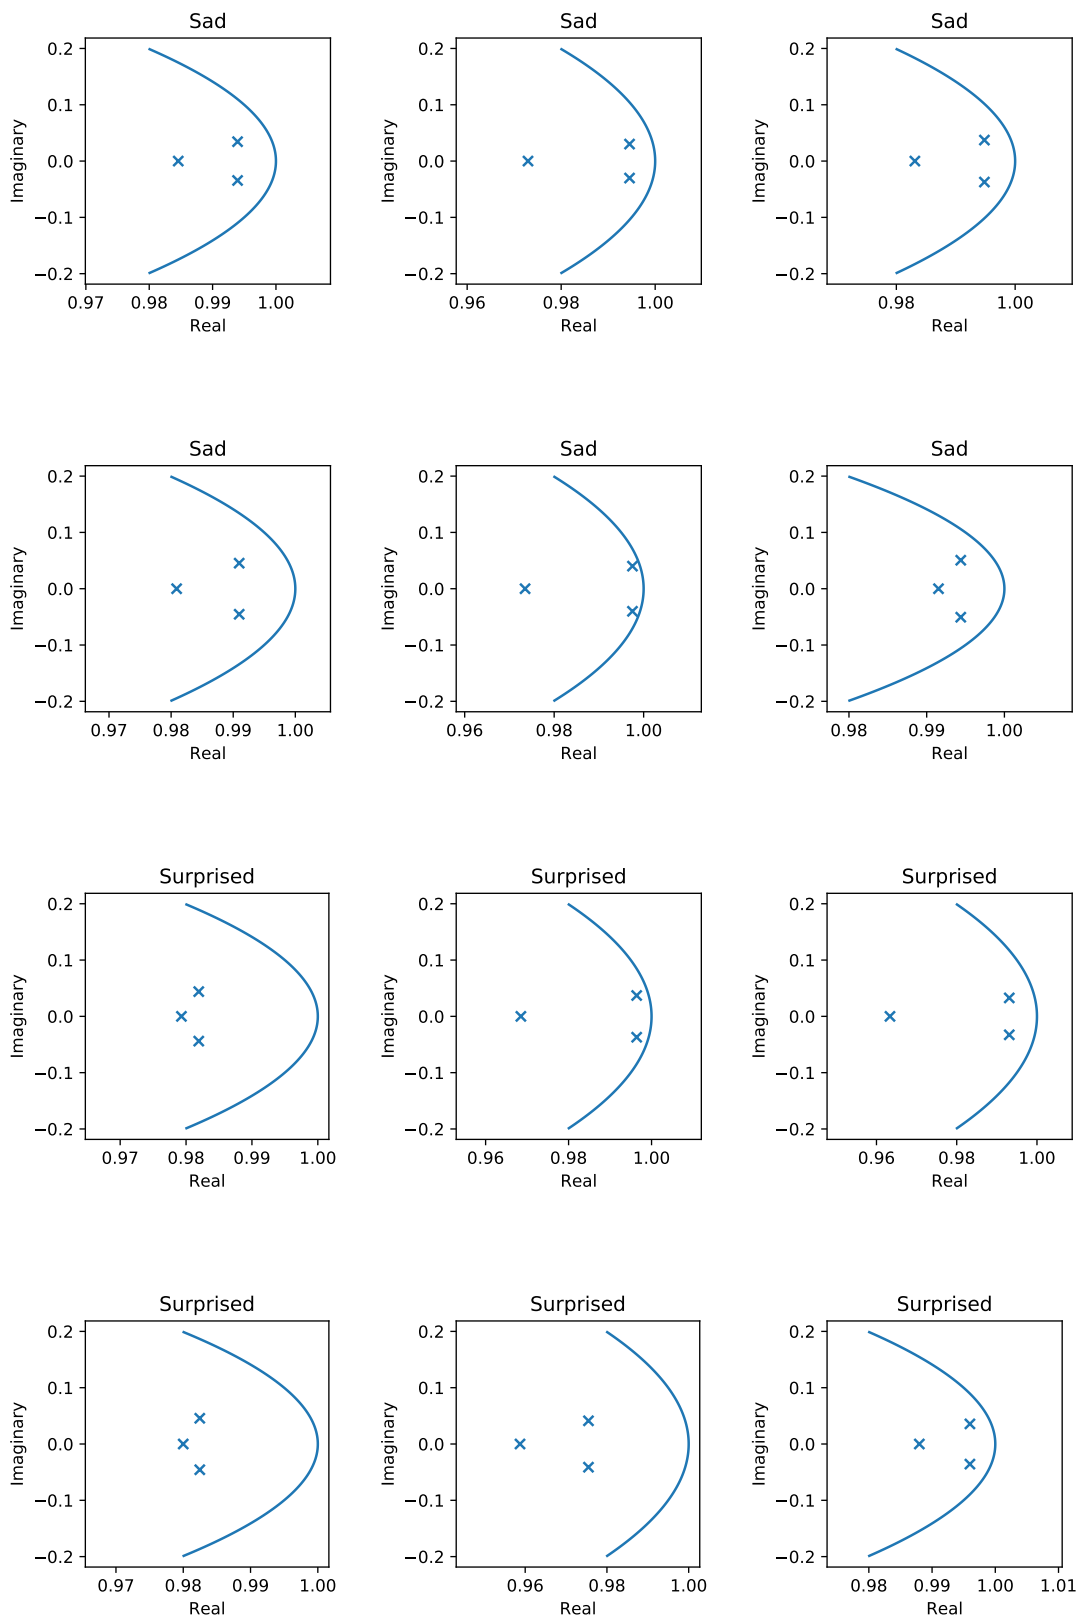 Sad Sad Sad
0.2 0.2 0.2
0.1 0.1 0.1
0.0 0.0 0.0
−0.1 −0.1 −0.1
−0.2 −0.2 −0.2
Imaginary Imaginary Imaginary
0.97 0.98 0.99 1.00 0.96 0.98 1.00 0.98 1.00
Real Real Real
Sad Sad Sad
0.2 0.2 0.2
0.1 0.1 0.1
0.0 0.0 0.0
−0.1 −0.1 −0.1
−0.2 −0.2 −0.2
Imaginary Imaginary Imaginary
0.97 0.98 0.99 1.00 0.96 0.98 1.00 0.98 0.99 1.00
Real Real Real
Surprised Surprised Surprised
0.2 0.2 0.2
0.1 0.1 0.1
0.0 0.0 0.0
−0.1 −0.1 −0.1
−0.2 −0.2 −0.2
Imaginary Imaginary Imaginary
0.97 0.98 0.99 1.00 0.96 0.98 1.00 0.96 0.98 1.00
Real Real Real
Surprised Surprised Surprised
0.2 0.2 0.2
0.1 0.1 0.1
0.0 0.0 0.0
−0.1 −0.1 −0.1
−0.2 −0.2 −0.2
Imaginary Imaginary Imaginary
0.97 0.98 0.99 1.00 0.96 0.98 1.00 0.98 0.99 1.00 1.01
Real Real Real